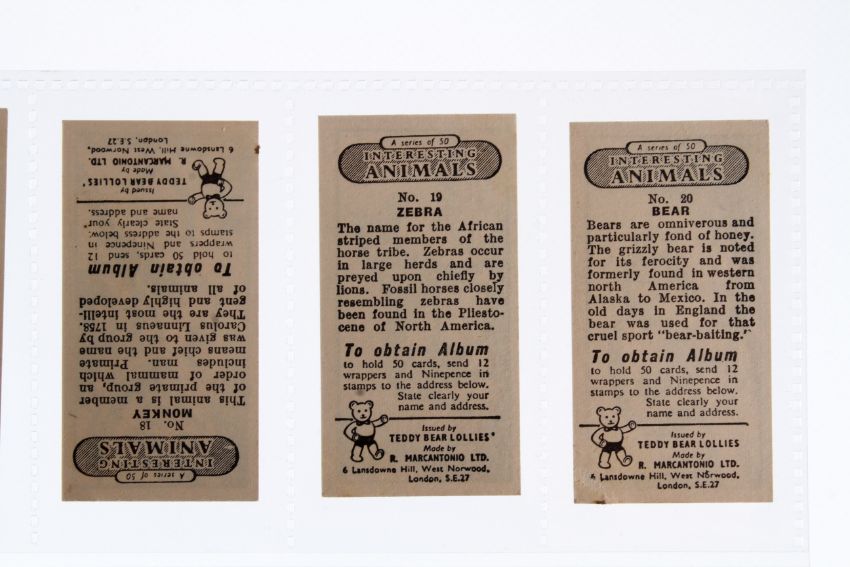 A series of 50
INTERESTING
ANIMALS
No. 18
MONKEY
This animal is a member
of the primate group, an
order of mammal which
includes man. Primate
means chief and the name
was given to the group by
Carolus Linnaeus in 1758.
They are the most intelli-
gent and highly developed
of all animals.
To obtain Album
to hold 50 cards, send 12
wrappers and Ninepence in
stamps to the address below.
State clearly your
name and address.
Issued by
TEDDY BEAR LOLLIES'
Made by
R. MARCANTONIO LTD.
6 Lansdowne Hill, West Norwood,
London, S.E.27
A series of 50
INTERESTING
ANIMALS
No. 19
ZEBRA
The name for the African
striped members of the
horse tribe. Zebras occur
in large herds and are
preyed upon chiefly by
lions. Fossil horses closely
resembling zebras have
been found in the Pliesto-
cene of North America.
To obtain Album
to hold 50 cards, send 12
wrappers and Ninepence in
stamps to the address below.
State clearly your
name and address.
Issued by
TEDDY BEAR LOLLIES'
Made by
R. MARCANTONIO LTD.
6 Lansdowne Hill, West Norwood,
London, S.E.27
A series of 50
INTERESTING
ANIMALS
No. 20
BEAR
Bears are omniverous and
particularly fond of honey.
The grizzly bear is noted
for its ferocity and was
formerly found in western
north America from
Alaska to Mexico. In the
old days in England the
bear was used for that
cruel sport "bear-baiting."
To obtain Album
to hold 50 cards, send 12
wrappers and Ninepence in
stamps to the address below.
State clearly your
name and address.
Issued by
TEDDY BEAR LOLLIES
Made by
R. MARCANTONIO LTD.
6 Lansdowne Hill, West Norwood,
London, S.E.27